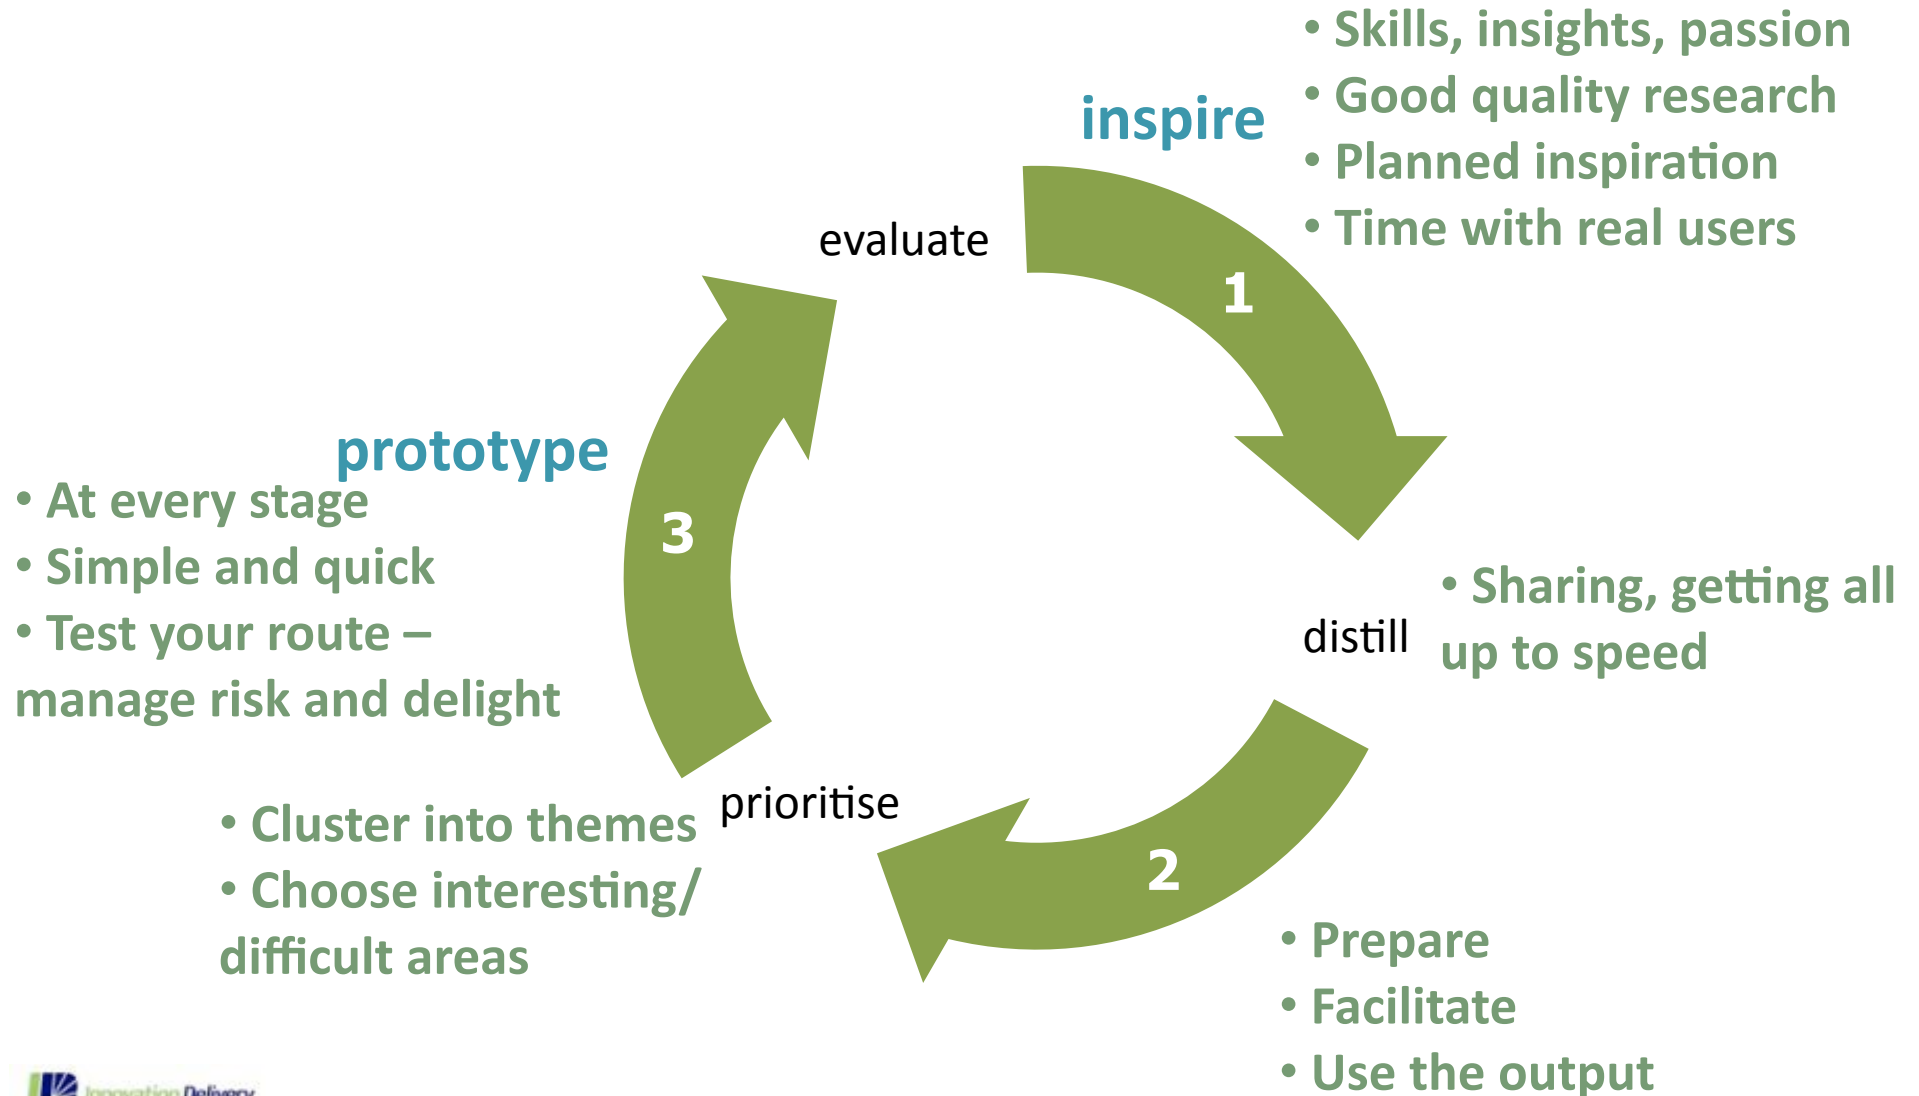 • Skills, insights, passion
• Good quality research
• Planned inspiration
• Time with real users
inspire
evaluate
1
prototype
• At every stage
• Simple and quick
• Test your route –
manage risk and delight
3
• Sharing, getting all
up to speed
distill
prioritise
• Cluster into themes
• Choose interesting/
difficult areas
2
• Prepare
• Facilitate
• Use the output
Innovation Delivery